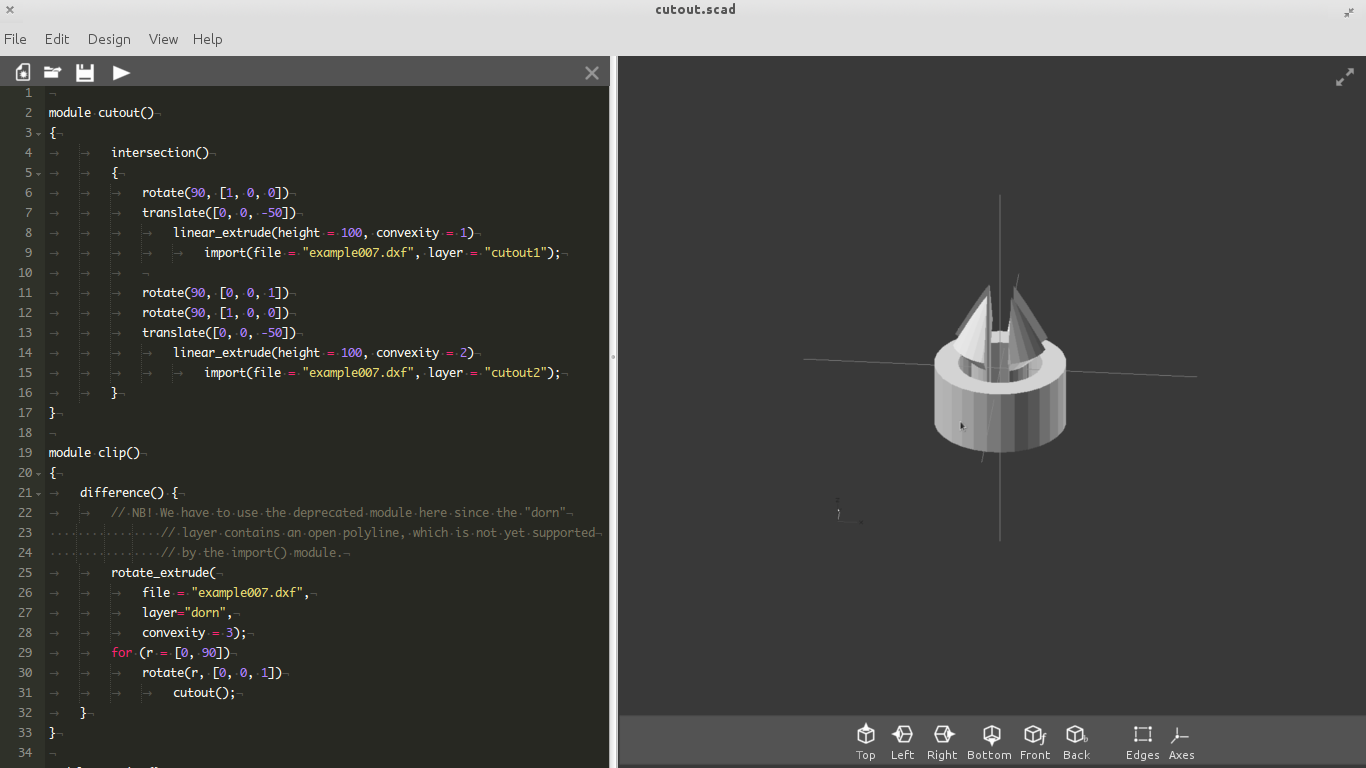 cutout.scad
File Edit Design View Help
1
2 module cutout()
3 {
4 intersection()
5 {
6 rotate(90, [1, 0, 0])
7 translate([0, 0, -50])
8 linear_extrude(height = 100, convexity = 1)
9 import(file = "example007.dxf", layer = "cutout1");
10
11 rotate(90, [0, 0, 1])
12 rotate(90, [1, 0, 0])
13 translate([0, 0, -50])
14 linear_extrude(height = 100, convexity = 2)
15 import(file = "example007.dxf", layer = "cutout2");
16 }
17 }
18
19 module clip()
20 {
21 difference() {
22 // NB! We have to use the deprecated module here since the "dorn"
23 // layer contains an open polyline, which is not yet supported
24 // by the import() module.
25 rotate_extrude(
26 file = "example007.dxf",
27 layer="dorn",
28 convexity = 3);
29 for (r = [0, 90])
30 rotate(r, [0, 0, 1])
31 cutout();
32 }
33 }
34
Top Left Right Bottom Front Back Edges Axes